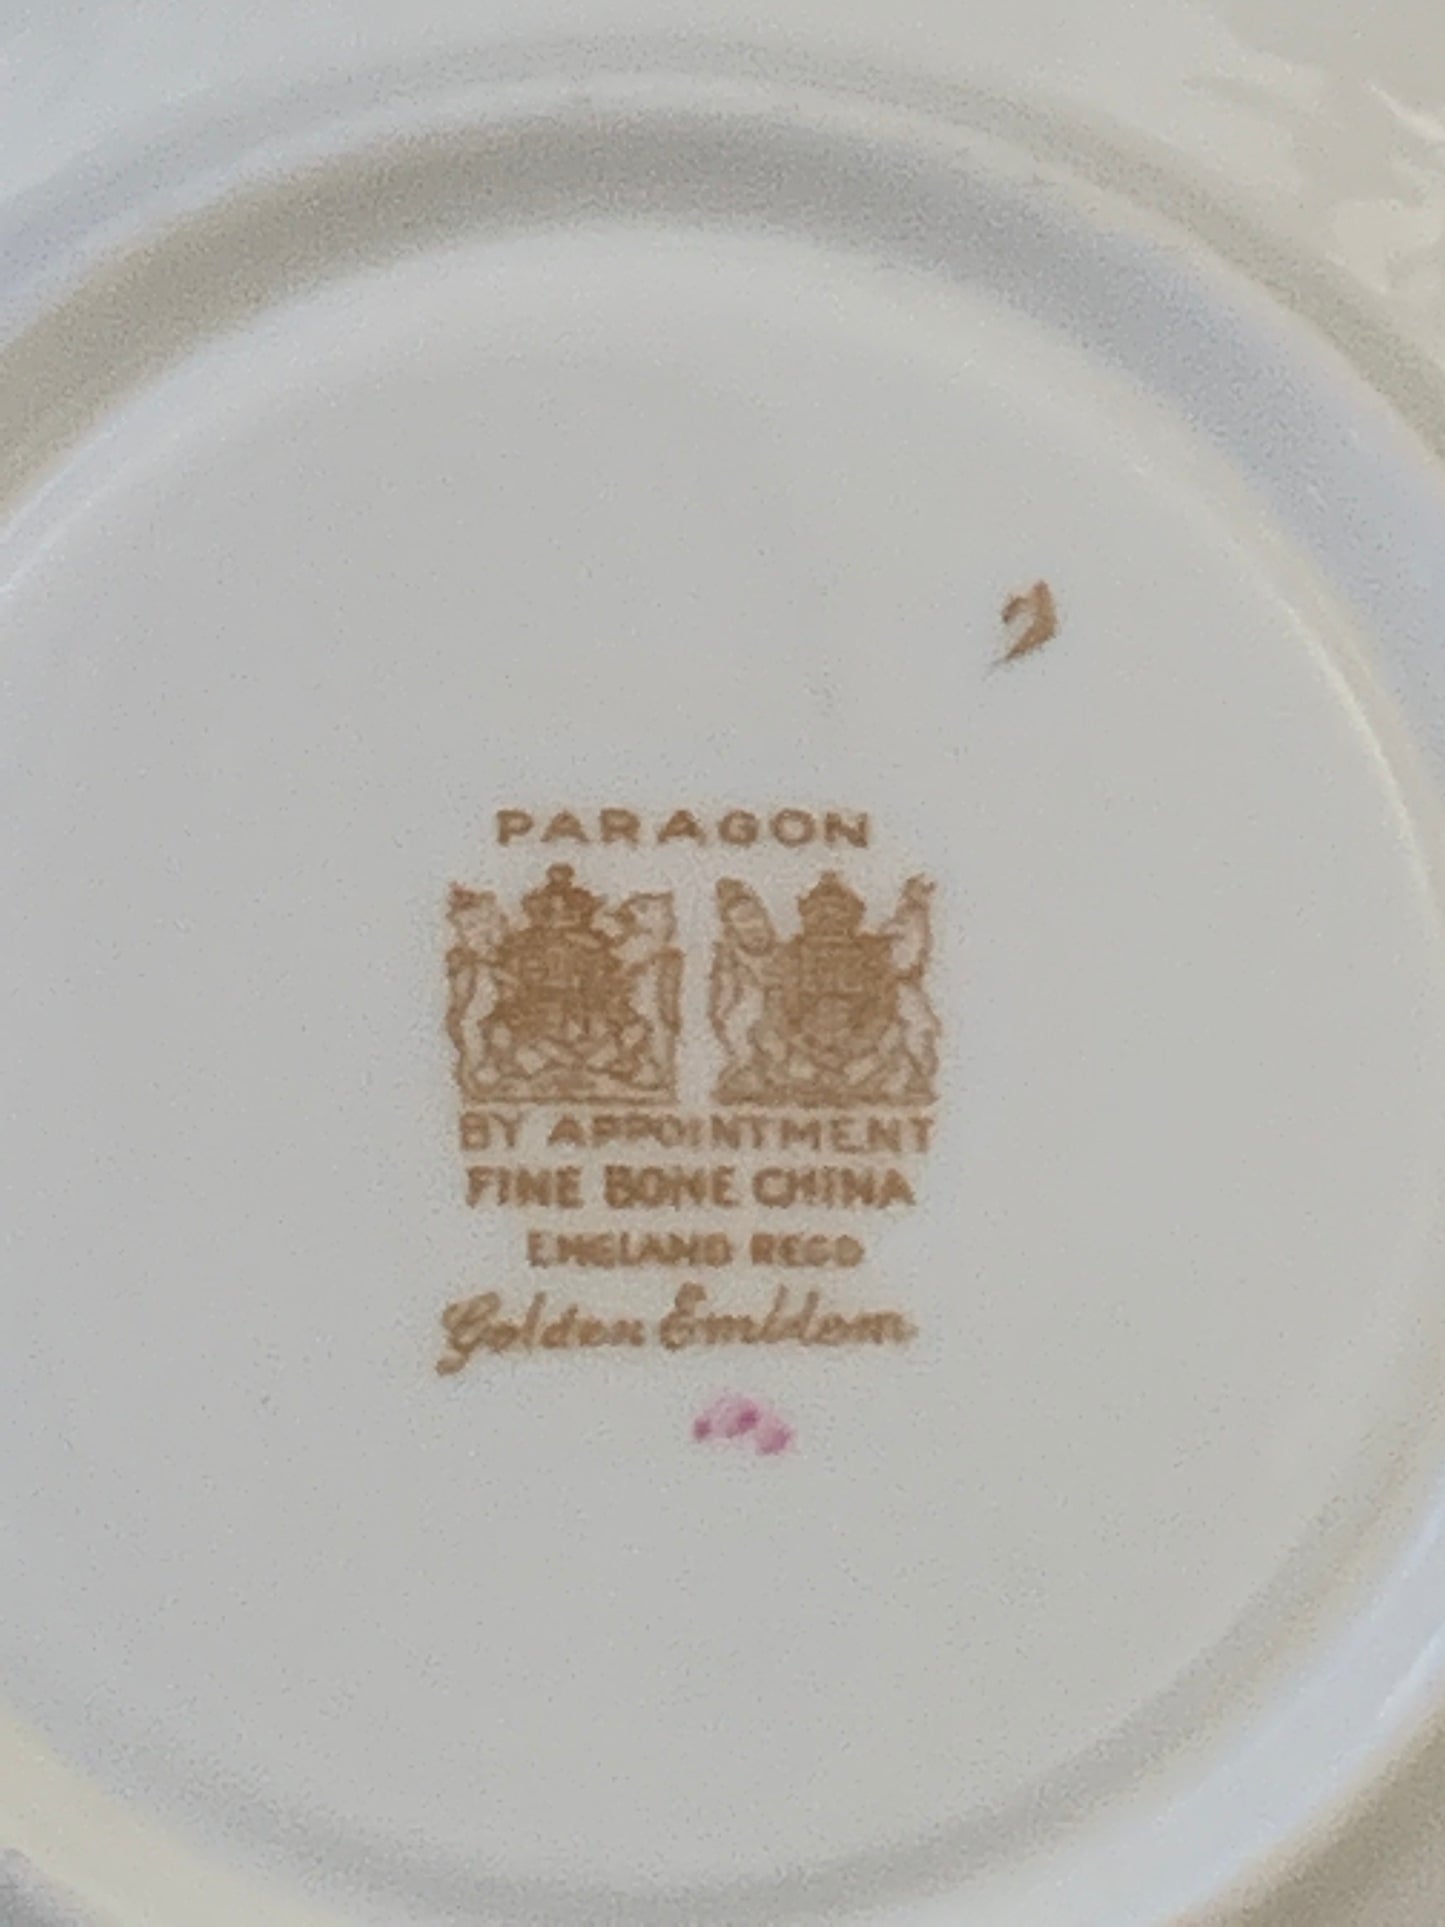 PARAGON
BY APPOINTMENT
FINE BONE CHINA
ENGLAND REGD
Golden Emblem